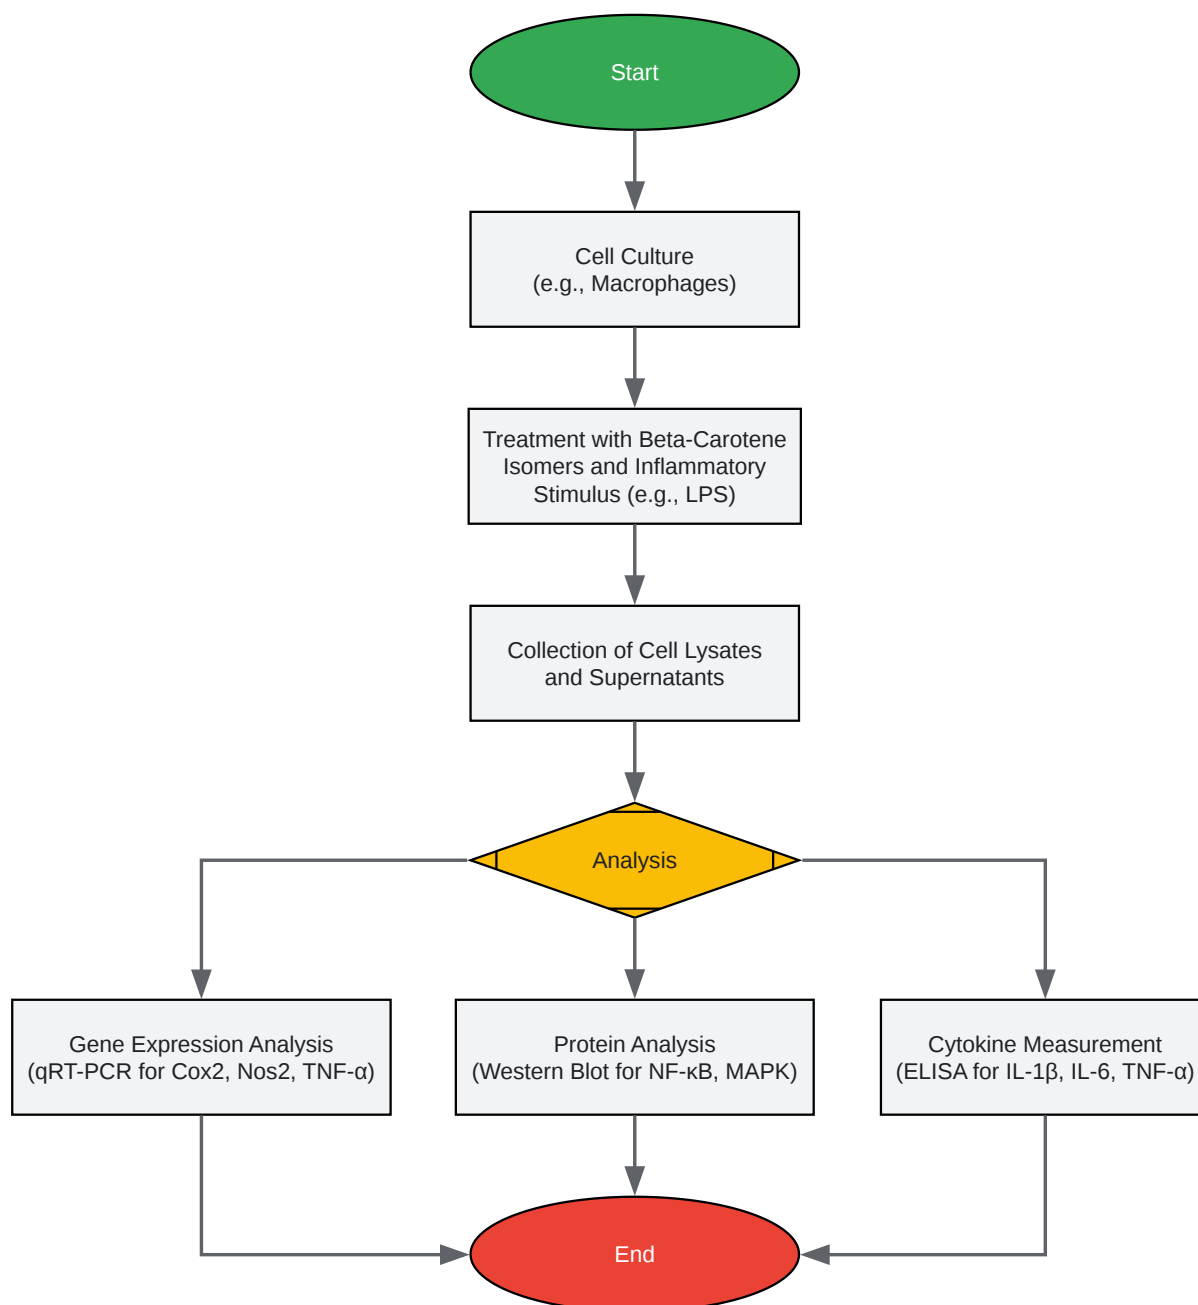 Start
Cell Culture
(e.g., Macrophages)
Treatment with Beta-Carotene
Isomers and Inflammatory
Stimulus (e.g., LPS)
Collection of Cell Lysates
and Supernatants
Analysis
Gene Expression Analysis
(qRT-PCR for Cox2, Nos2, TNF-α)
Protein Analysis
(Western Blot for NF-κB, MAPK)
Cytokine Measurement
(ELISA for IL-1β, IL-6, TNF-α)
End